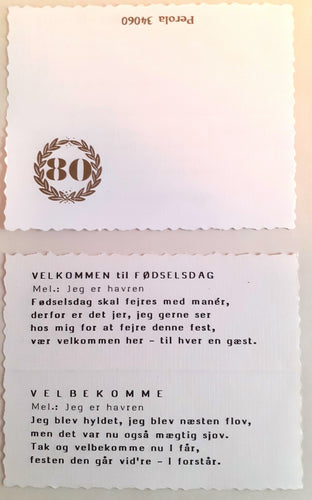 Perola 34060
80
VELKOMMEN til FØDSELSDAG
Mel.: Jeg er havren
Fødselsdag skal fejres med manér,
derfor er det jer, jeg gerne ser
hos mig for at fejre denne fest,
vær velkommen her - til hver en gæst.
VELBEKOMME
Mel.: Jeg er havren
Jeg blev hyldet, jeg blev næsten flov,
men det var nu også mægtig sjov.
Tak og velbekomme nu I får,
festen den går vid're - I forstår.